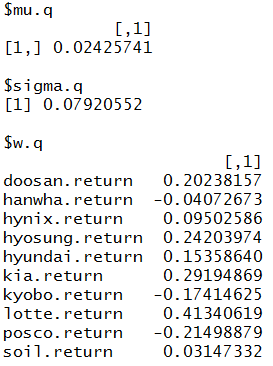 $mu.q
[,1]
[1,] 0.02425741
$sigma.q
[1] 0.07920552
$w.q
[,1]
doosan.return 0.20238157
hanwha.return -0.04072673
hynix.return 0.09502586
hyosung.return 0.24203974
hyundai.return 0.15358640
kia.return 0.29194869
kyobo.return -0.17414625
lotte.return 0.41340619
posco.return -0.21498879
soil.return 0.03147332